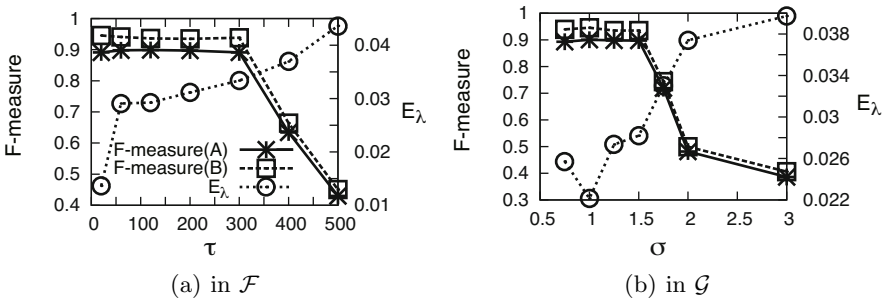 F-measure
1
0.9
0.8
0.7
0.6
0.5
0.4
0 100 200 300 400 500
τ
0.04
0.03
0.02
0.01
E_λ
F-measure(A)
F-measure(B)
E_λ
(a) in ℱ
F-measure
1
0.9
0.8
0.7
0.6
0.5
0.4
0.3
0.5 1 1.5 2 2.5 3
σ
0.038
0.034
0.03
0.026
0.022
E_λ
(b) in 𝒢